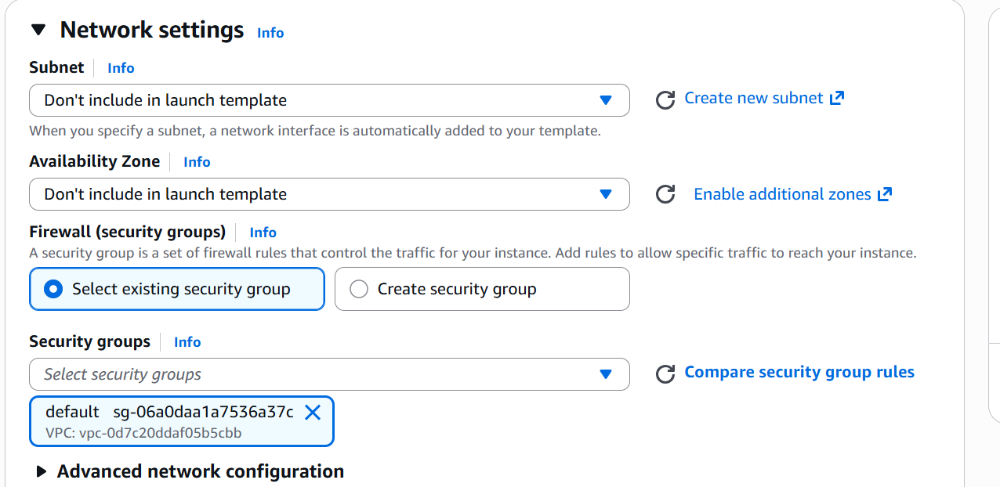 Network settings Info
Subnet Info
Don't include in launch template
Create new subnet
When you specify a subnet, a network interface is automatically added to your template.
Availability Zone Info
Don't include in launch template
Enable additional zones
Firewall (security groups) Info
A security group is a set of firewall rules that control the traffic for your instance. Add rules to allow specific traffic to reach your instance.
Select existing security group
Create security group
Security groups Info
Select security groups
Compare security group rules
default sg-06a0daa1a7536a37c
VPC: vpc-0d7c20ddaf05b5cbb
Advanced network configuration